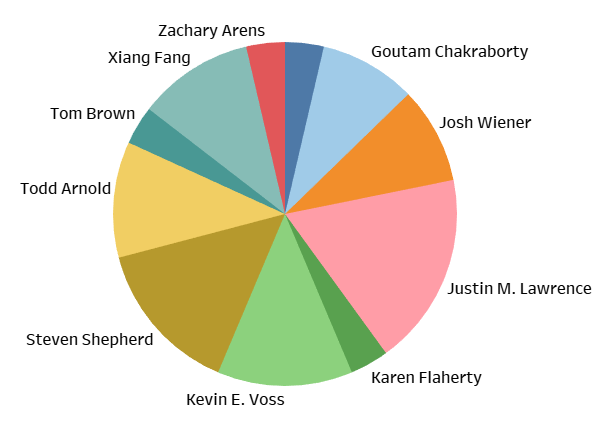 Zachary Arens
Goutam Chakraborty
Xiang Fang
Tom Brown
Josh Wiener
Todd Arnold
Justin M. Lawrence
Steven Shepherd
Karen Flaherty
Kevin E. Voss